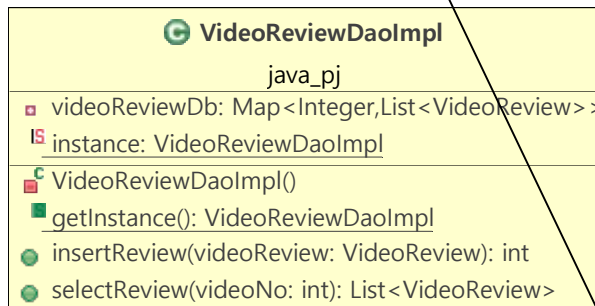 C VideoReviewDaoImpl
java_pj
videoReviewDb: Map<Integer,List<VideoReview>>
S instance: VideoReviewDaoImpl
C VideoReviewDaoImpl()
S getInstance(): VideoReviewDaoImpl
insertReview(videoReview: VideoReview): int
selectReview(videoNo: int): List<VideoReview>